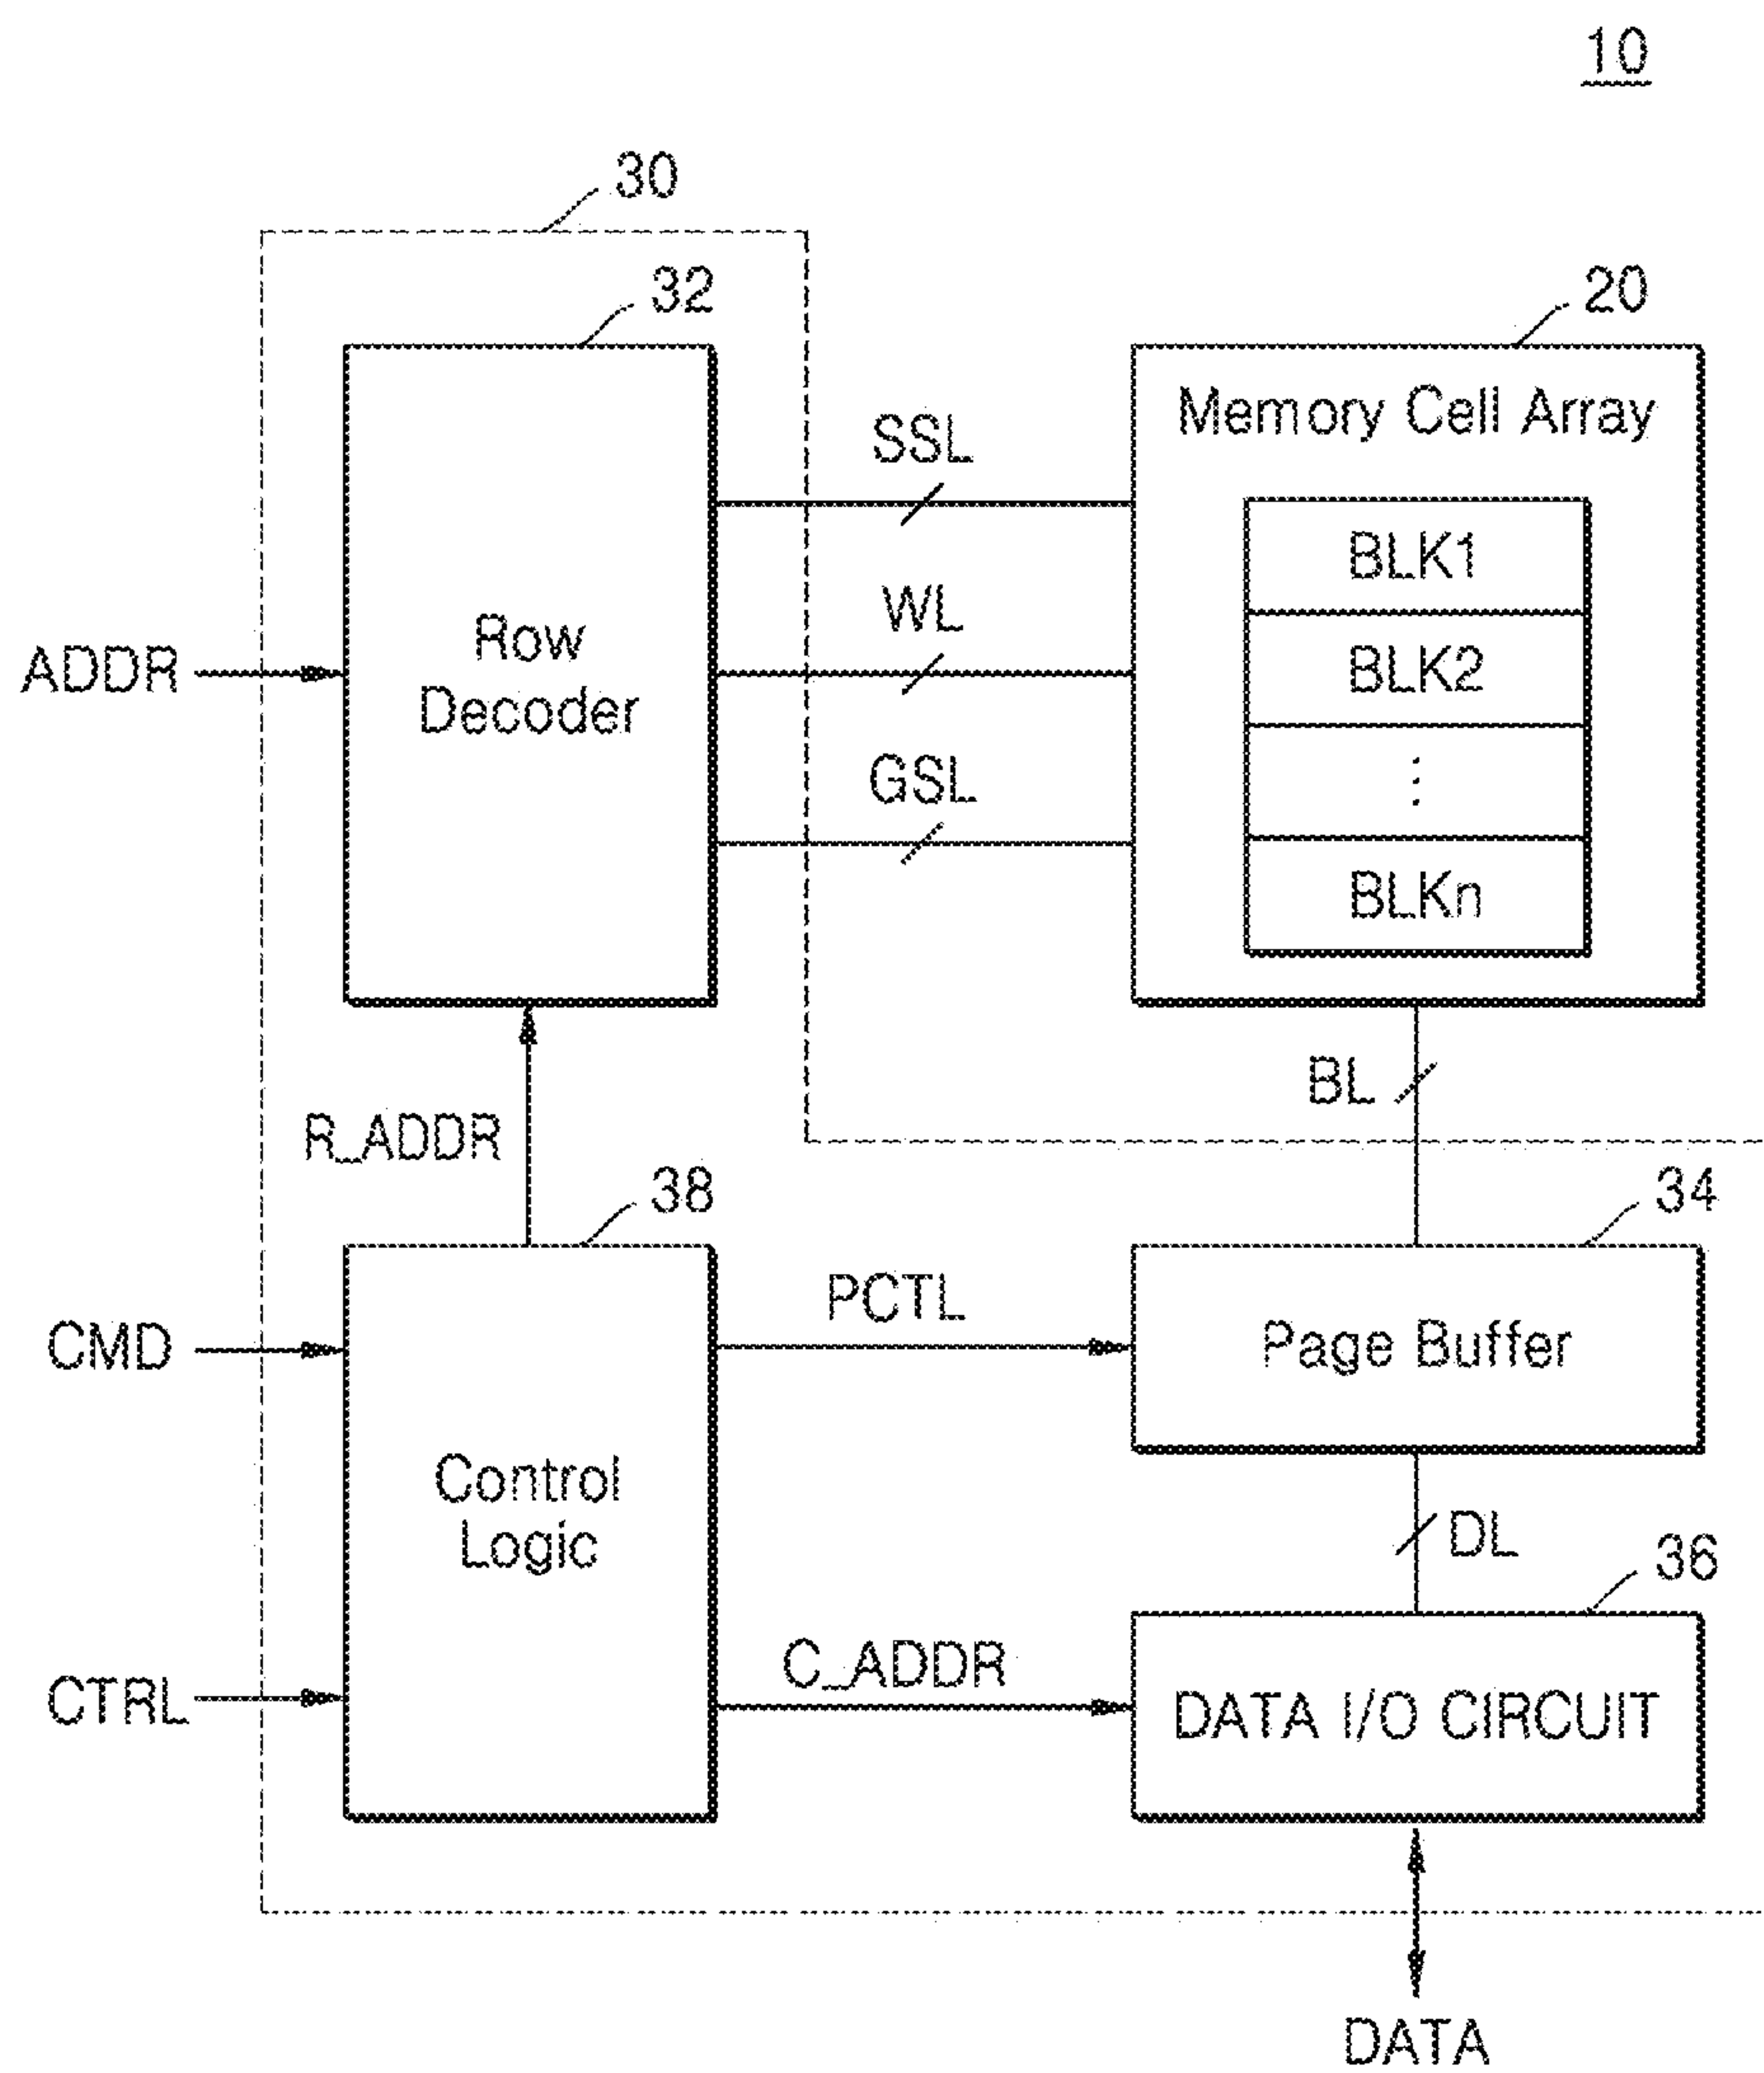 10
30
32
20
Memory Cell Array
SSL
BLK1
WL
BLK2
ADDR
Row
Decoder
GSL
⋮
BLKn
BL
R_ADDR
38
34
PCTL
CMD
Page Buffer
Control
Logic
DL
36
C_ADDR
CTRL
DATA I/O CIRCUIT
DATA